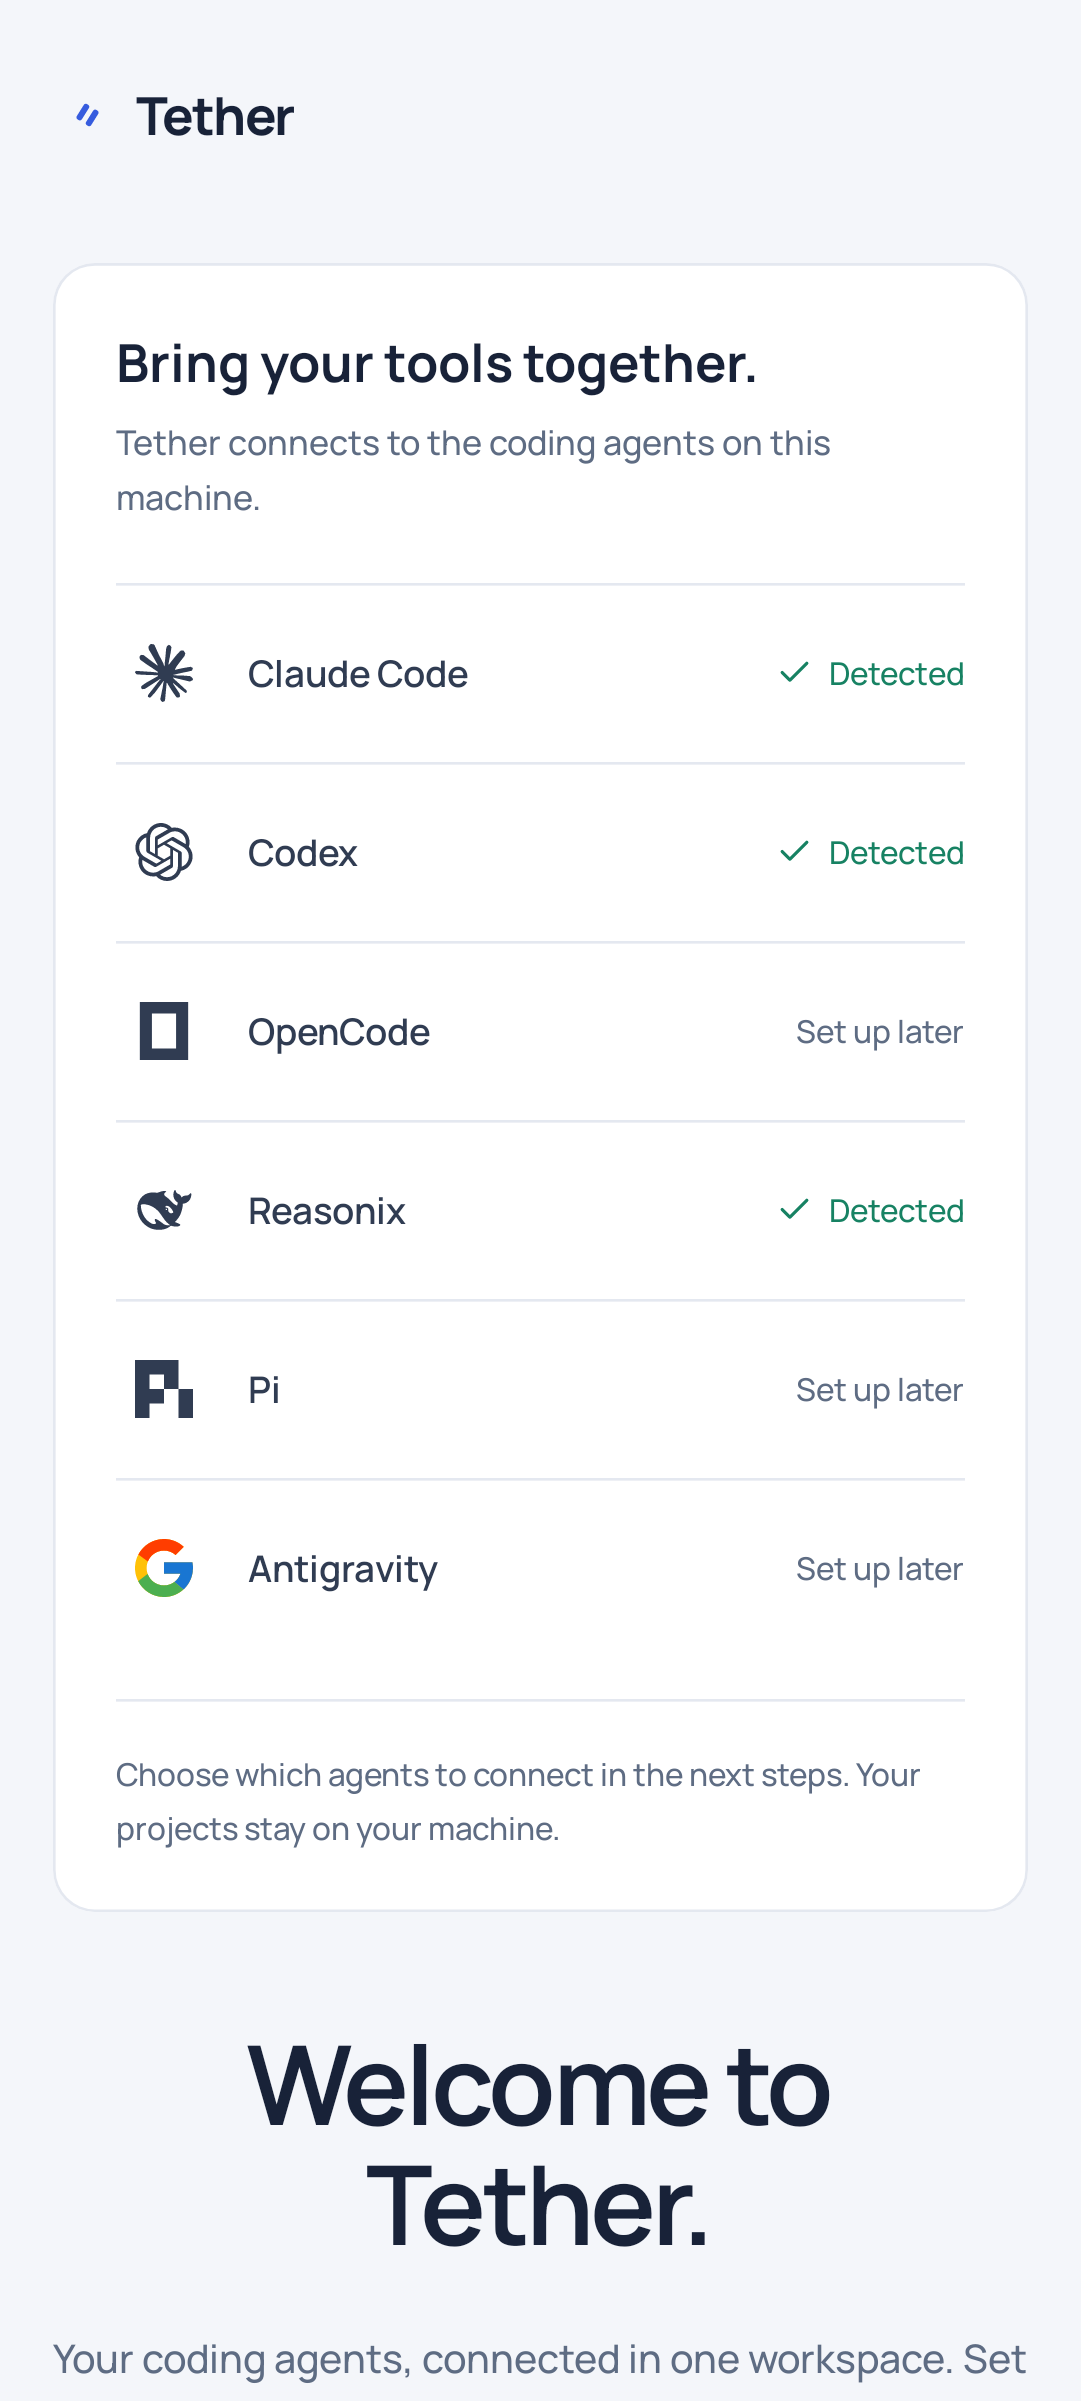 Tether
Bring your tools together.
Tether connects to the coding agents on this
machine.
Claude Code
Detected
Codex
Detected
OpenCode
Set up later
Reasonix
Detected
Pi
Set up later
Antigravity
Set up later
Choose which agents to connect in the next steps. Your
projects stay on your machine.
Welcome to
Tether.
Your coding agents, connected in one workspace. Set